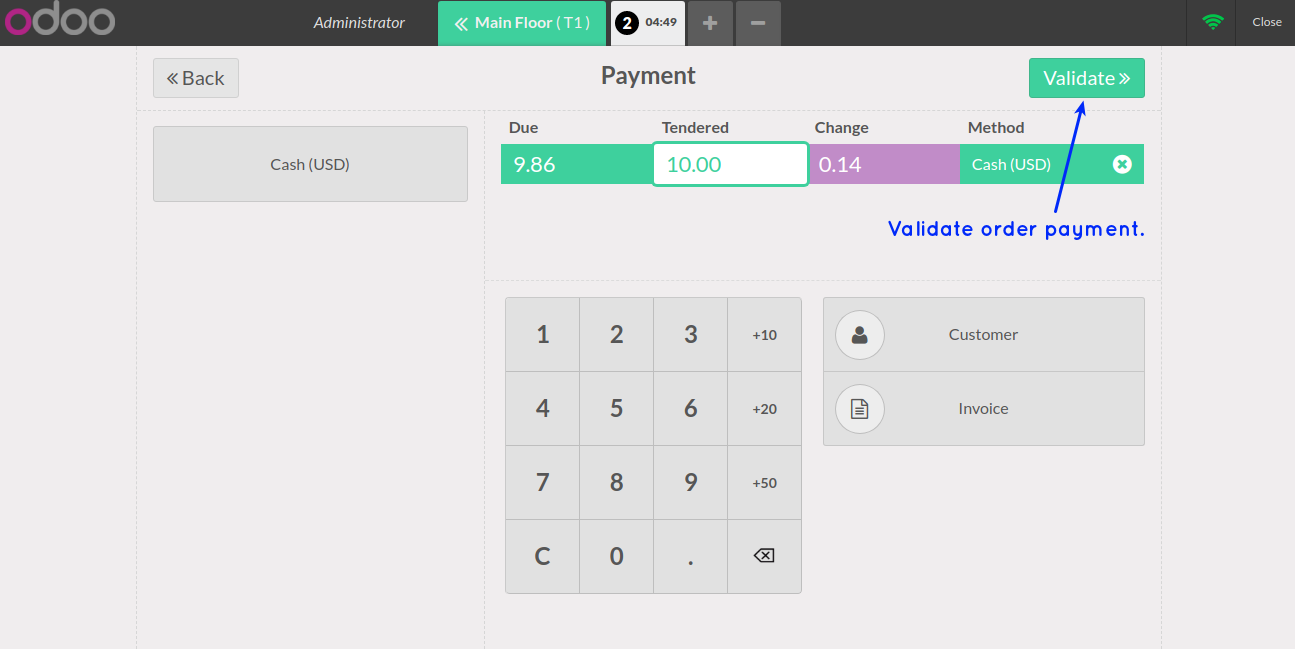 odoo
Administrator
Main Floor ( T1 )
2 04:49
+
−
Close
Back
Payment
Validate
Cash (USD)
Due Tendered Change Method
9.86 10.00 0.14 Cash (USD)
Validate order payment.
1 2 3 +10
4 5 6 +20
7 8 9 +50
C 0 .
Customer
Invoice